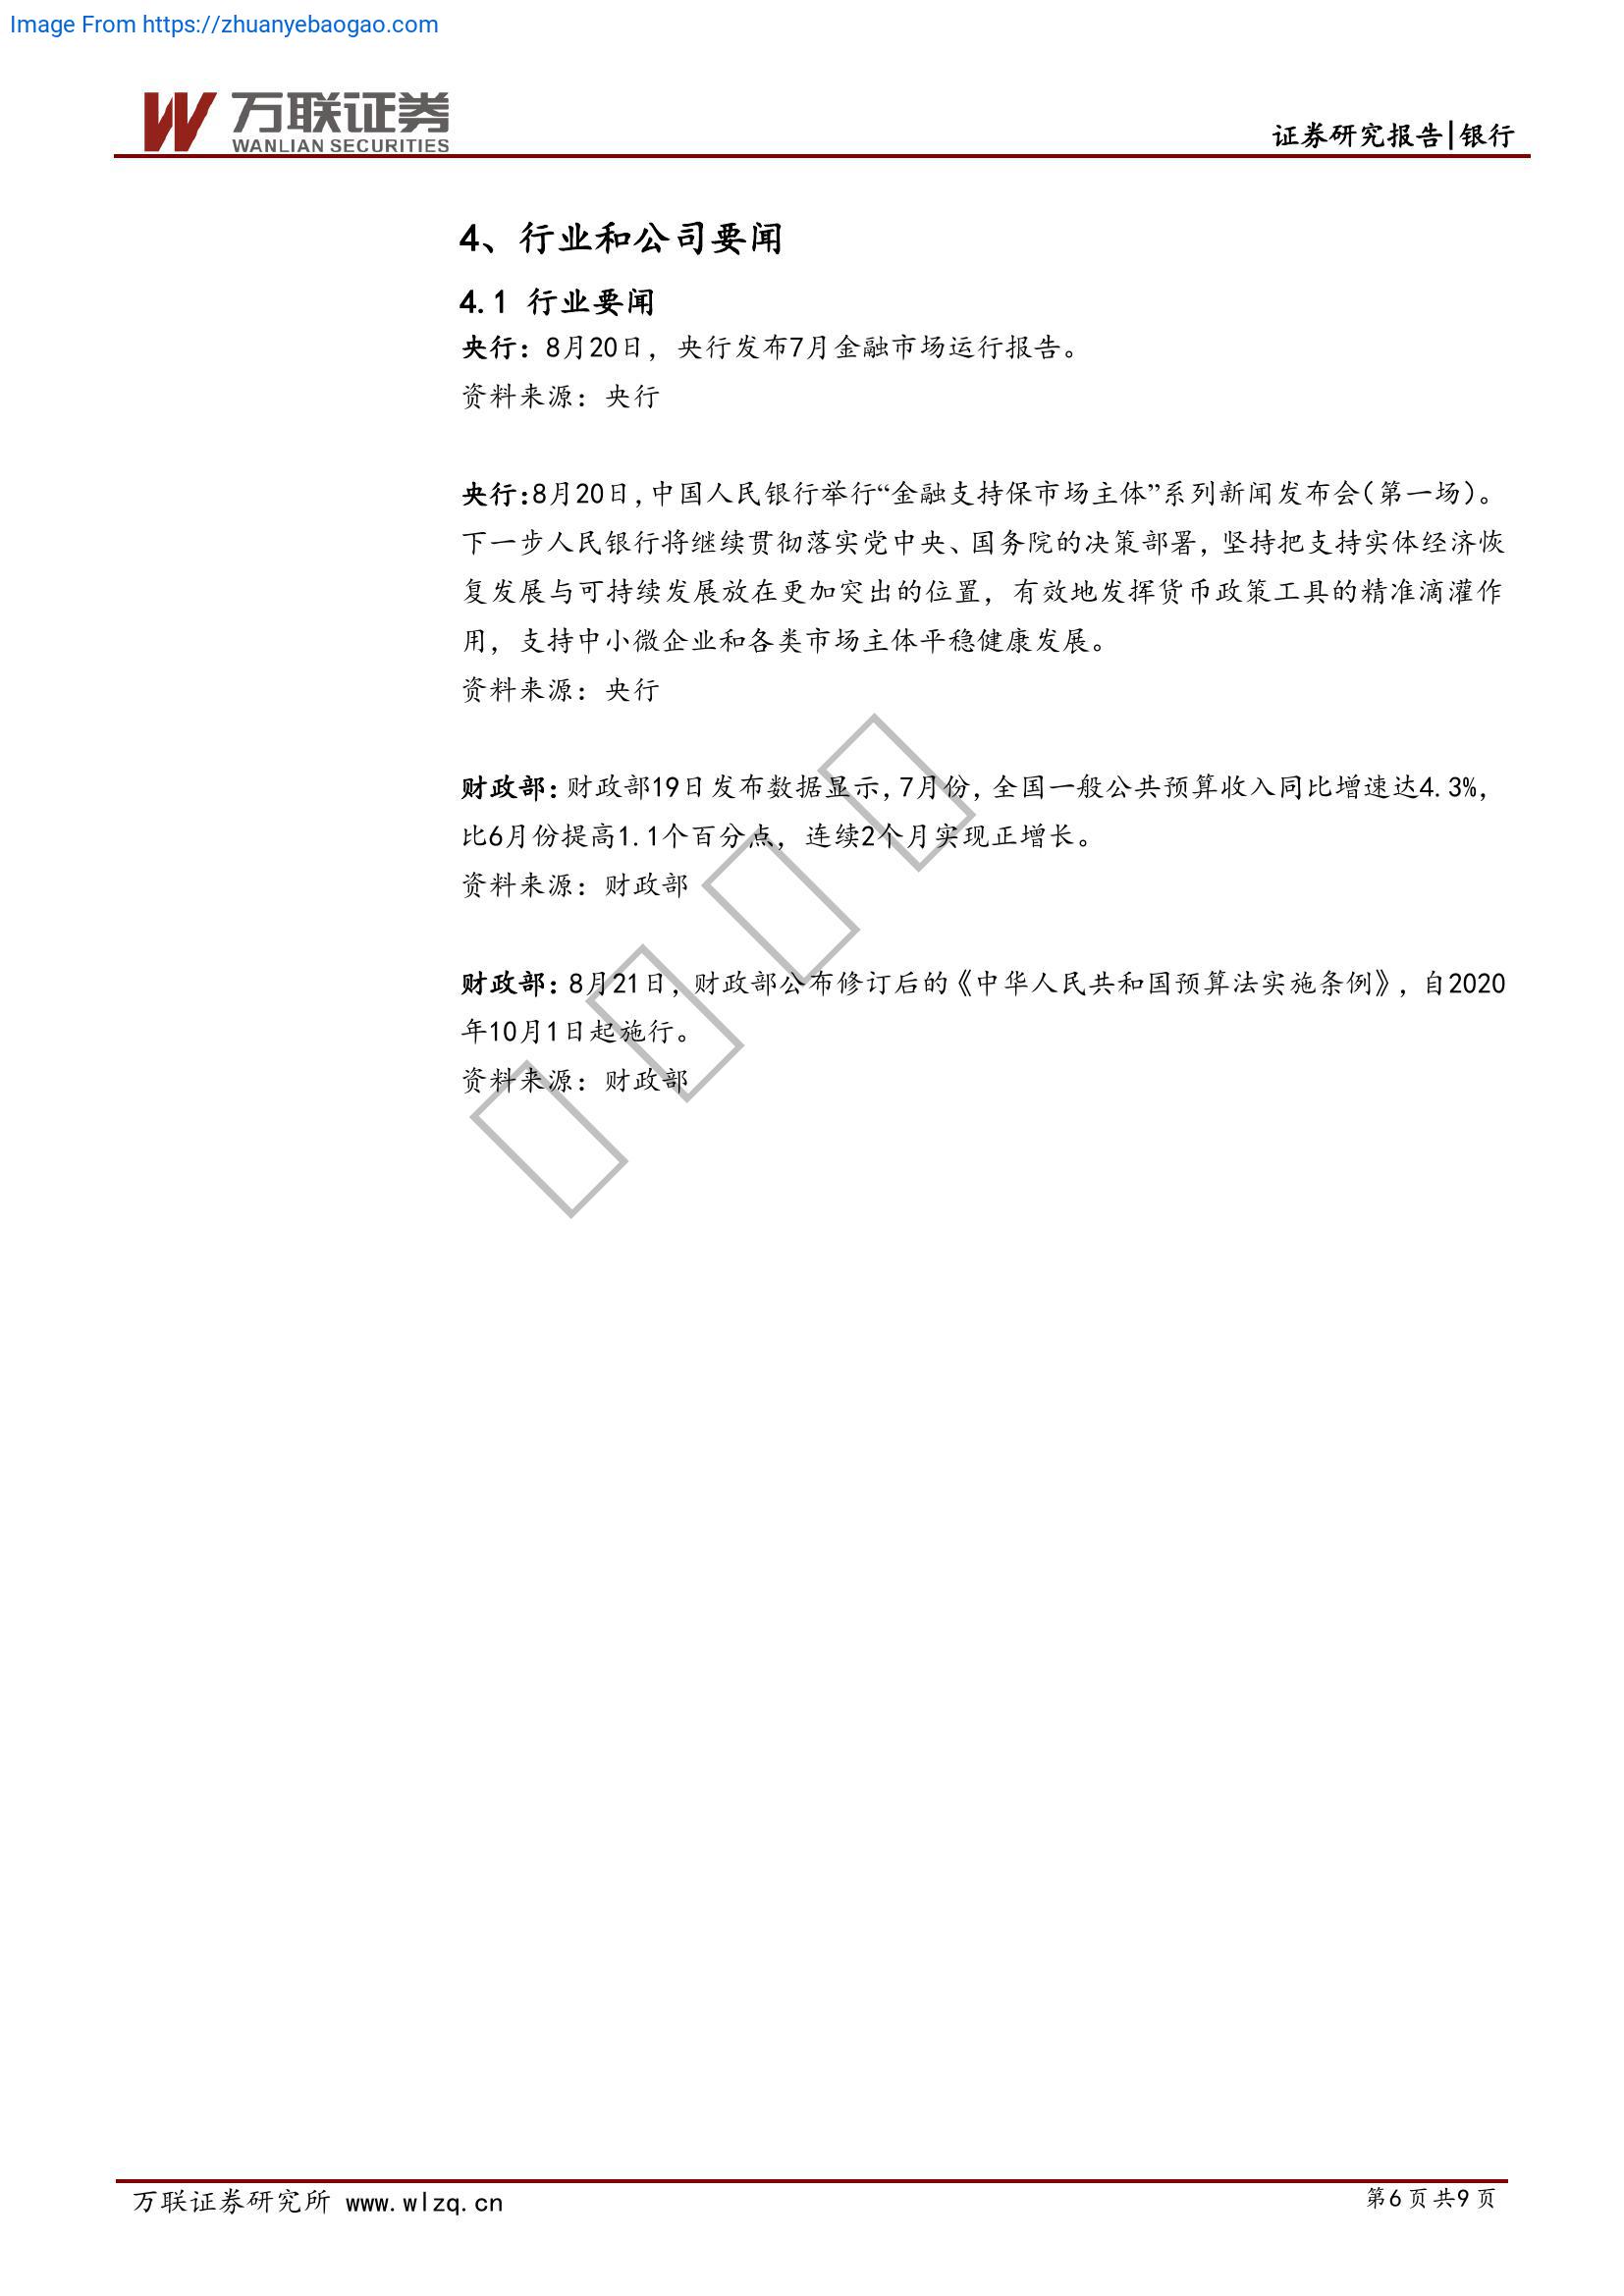 Image From https://zhuanyebaogao.com
万联证券
WANLIAN SECURITIES
证券研究报告|银行
4、行业和公司要闻
4.1 行业要闻
央行：8月20日，央行发布7月金融市场运行报告。
资料来源：央行
央行：8月20日，中国人民银行举行“金融支持保市场主体”系列新闻发布会（第一场）。
下一步人民银行将继续贯彻落实党中央、国务院的决策部署，坚持把支持实体经济恢
复发展与可持续发展放在更加突出的位置，有效地发挥货币政策工具的精准滴灌作
用，支持中小微企业和各类市场主体平稳健康发展。
资料来源：央行
财政部：财政部19日发布数据显示，7月份，全国一般公共预算收入同比增速达4.3%，
比6月份提高1.1个百分点，连续2个月实现正增长。
资料来源：财政部
财政部：8月21日，财政部公布修订后的《中华人民共和国预算法实施条例》，自2020
年10月1日起施行。
资料来源：财政部
万联证券研究所 www.wlzq.cn
第6页共9页